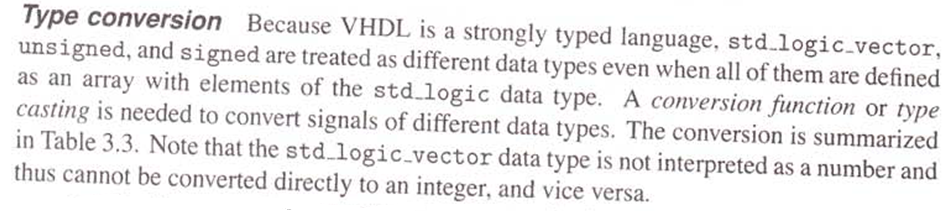 Type conversion Because VHDL is a strongly typed language, std_logic_vector,
unsigned, and signed are treated as different data types even when all of them are defined
as an array with elements of the std_logic data type. A conversion function or type
casting is needed to convert signals of different data types. The conversion is summarized
in Table 3.3. Note that the std_logic_vector data type is not interpreted as a number and
thus cannot be converted directly to an integer, and vice versa.